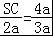 SC/2a = 4a/3a